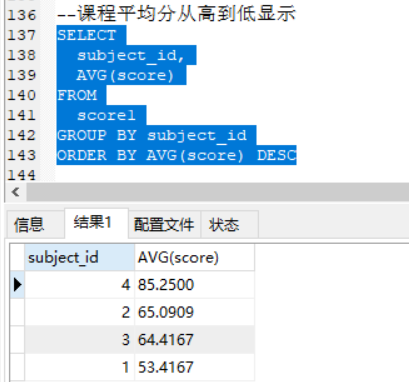 136 --课程平均分从高到低显示
137 SELECT
138 subject_id,
139 AVG(score)
140 FROM
141 score1
142 GROUP BY subject_id
143 ORDER BY AVG(score) DESC
144
信息 结果1 配置文件 状态
subject_id AVG(score)
4 85.2500
2 65.0909
3 64.4167
1 53.4167